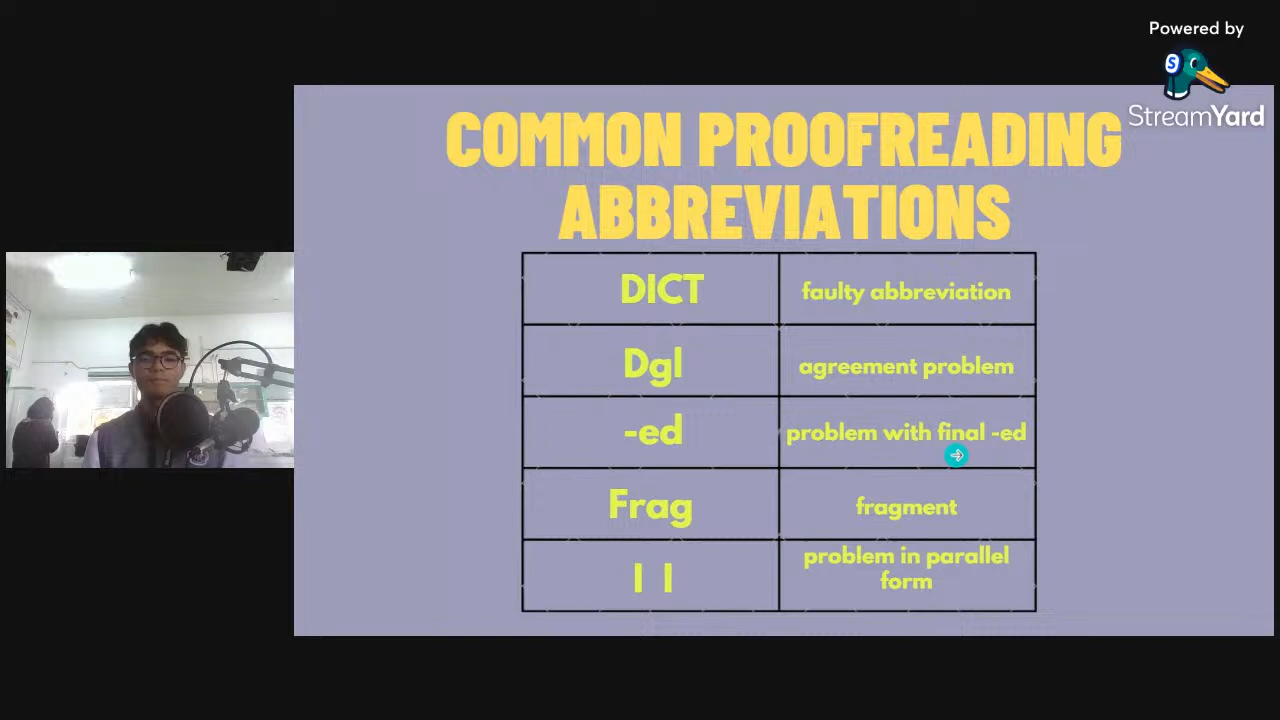 Powered by
StreamYard
COMMON PROOFREADING
ABBREVIATIONS
DICT
faulty abbreviation
Dgl
agreement problem
-ed
problem with final -ed
Frag
fragment
| |
problem in parallel
form